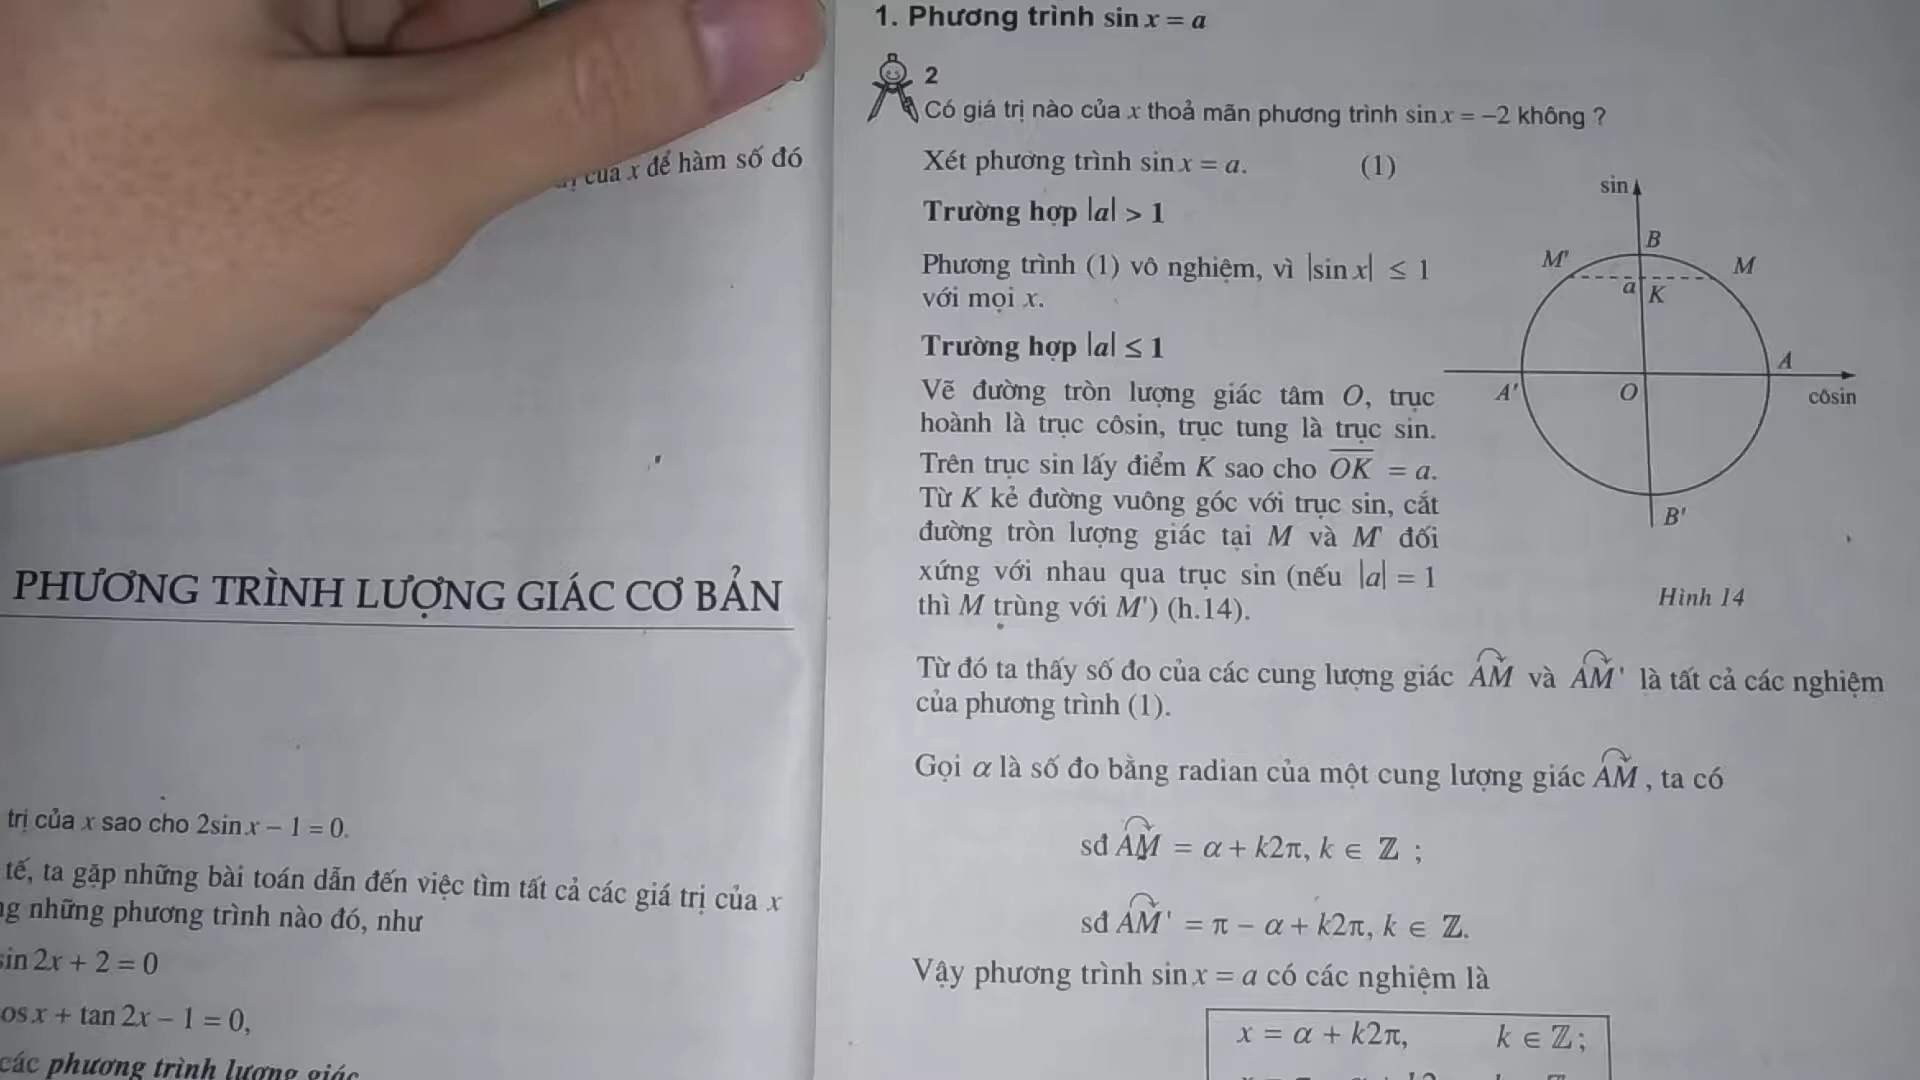 của x để hàm số đó
PHƯƠNG TRÌNH LƯỢNG GIÁC CƠ BẢN
trị của x sao cho 2sin x − 1 = 0.
tế, ta gặp những bài toán dẫn đến việc tìm tất cả các giá trị của x
những phương trình nào đó, như
sin 2x + 2 = 0
os x + tan 2x − 1 = 0,
các phương trình lượng giác
1. Phương trình sin x = a
2
Có giá trị nào của x thoả mãn phương trình sin x = −2 không ?
Xét phương trình sin x = a. (1)
Trường hợp |a| > 1
Phương trình (1) vô nghiệm, vì |sin x| ≤ 1
với mọi x.
Trường hợp |a| ≤ 1
Vẽ đường tròn lượng giác tâm O, trục
hoành là trục côsin, trục tung là trục sin.
Trên trục sin lấy điểm K sao cho \overline{OK} = a.
Từ K kẻ đường vuông góc với trục sin, cắt
đường tròn lượng giác tại M và M' đối
xứng với nhau qua trục sin (nếu |a| = 1
thì M trùng với M') (h.14).
sin
B
M'
M
a
K
A
A'
O
côsin
B'
Hình 14
Từ đó ta thấy số đo của các cung lượng giác AM và AM' là tất cả các nghiệm
của phương trình (1).
Gọi α là số đo bằng radian của một cung lượng giác AM , ta có
sđ AM = α + k2π, k ∈ ℤ ;
sđ AM' = π − α + k2π, k ∈ ℤ.
Vậy phương trình sin x = a có các nghiệm là
x = α + k2π, k ∈ ℤ;